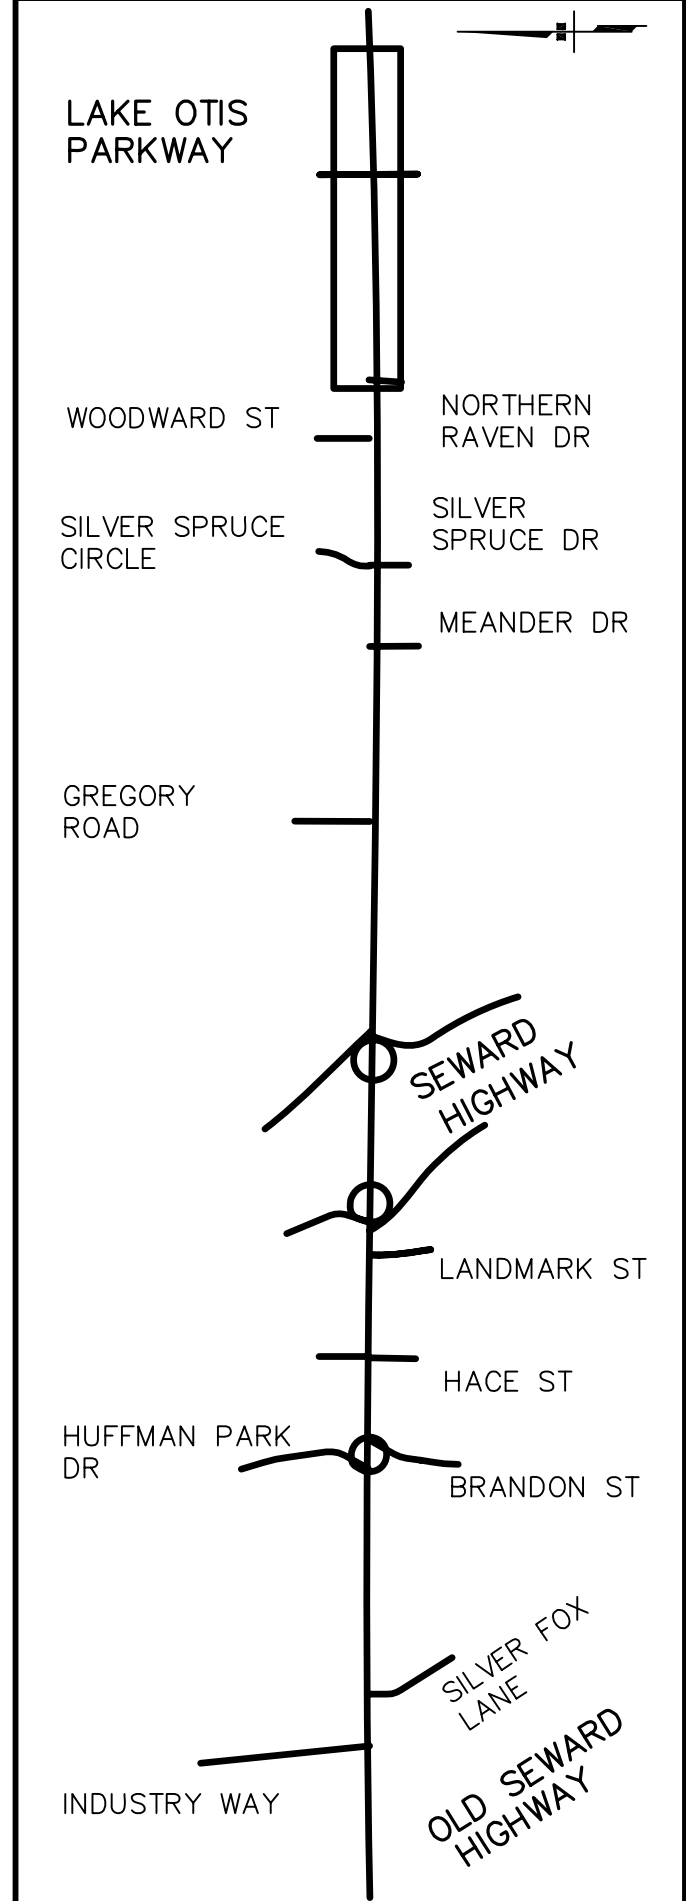 LAKE OTIS
PARKWAY
WOODWARD ST
NORTHERN
RAVEN DR
SILVER SPRUCE
CIRCLE
SILVER
SPRUCE DR
MEANDER DR
GREGORY
ROAD
SEWARD
HIGHWAY
LANDMARK ST
HACE ST
HUFFMAN PARK
DR
BRANDON ST
SILVER FOX
LANE
INDUSTRY WAY
OLD SEWARD
HIGHWAY